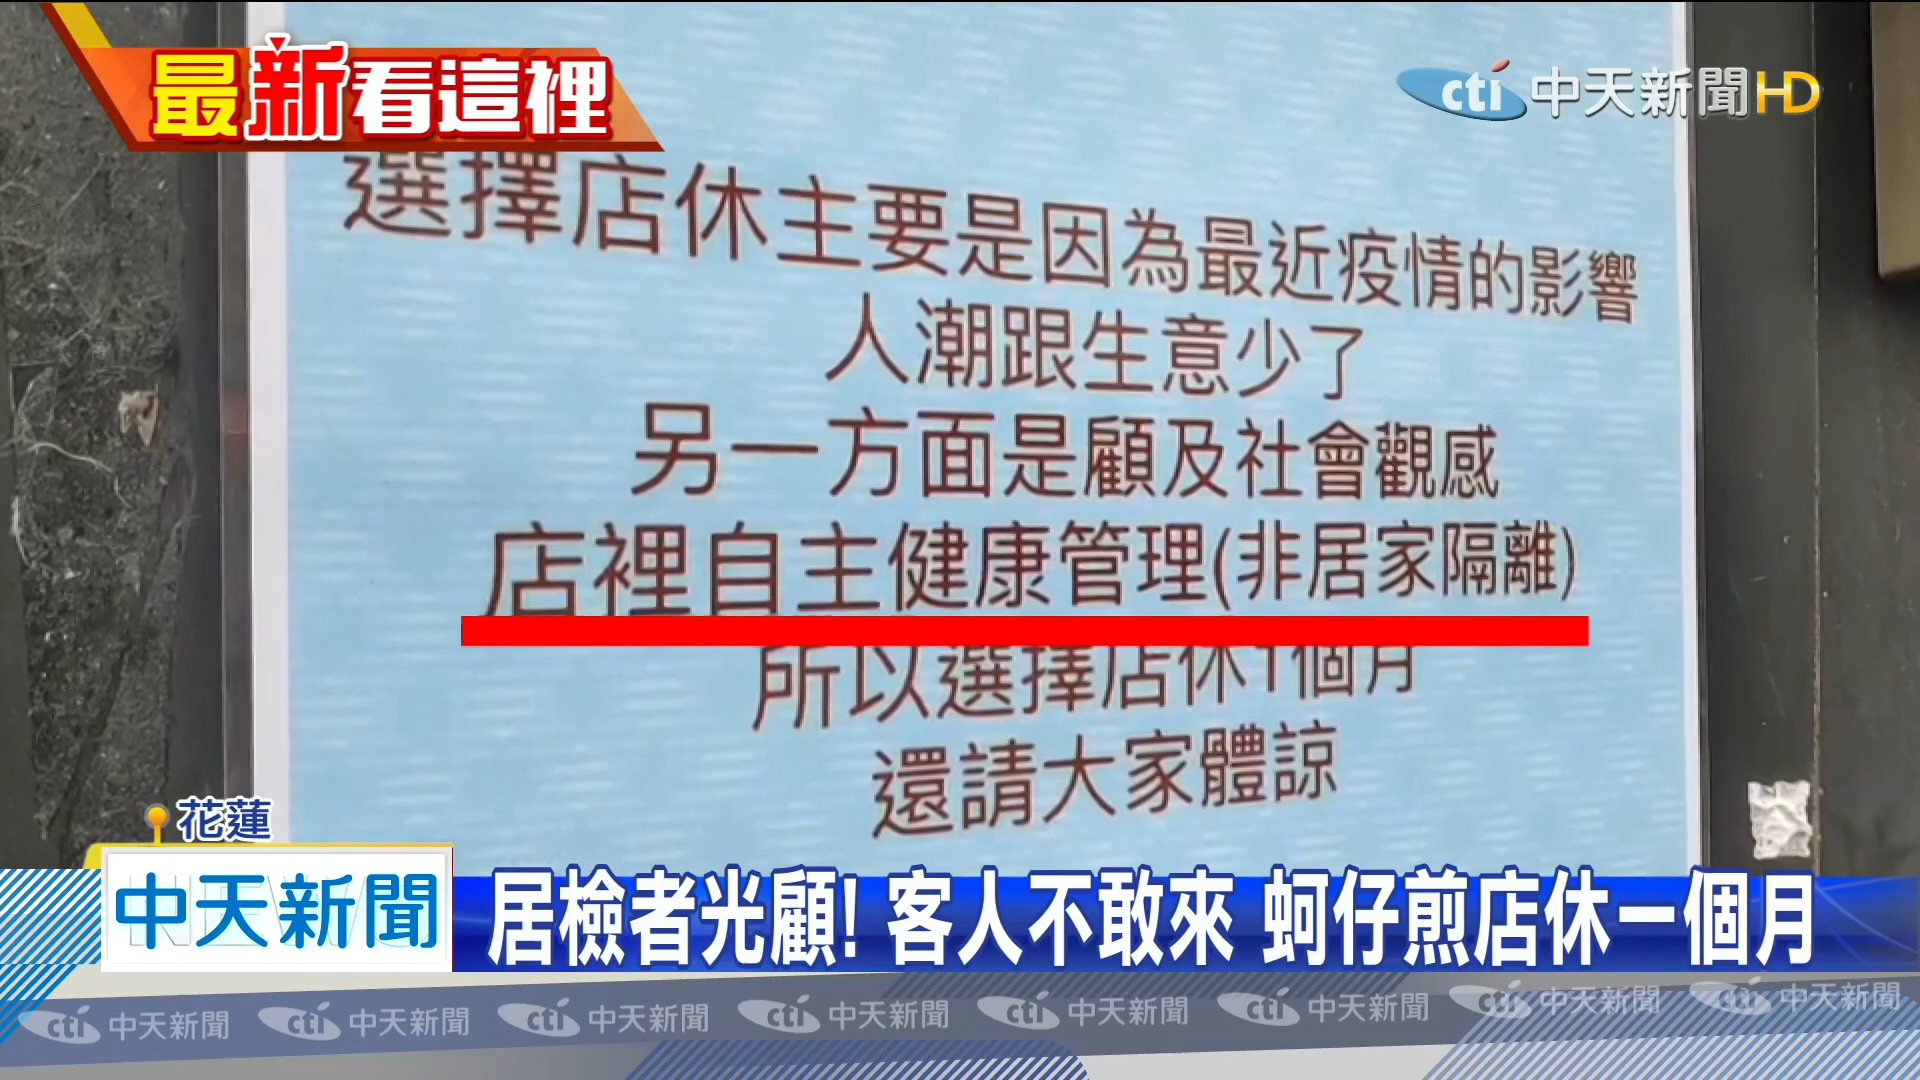 最新看這裡
cti 中天新聞HD
選擇店休主要是因為最近疫情的影響
人潮跟生意少了
另一方面是顧及社會觀感
店裡自主健康管理(非居家隔離)
所以選擇店休1個月
還請大家體諒
花蓮
中天新聞
居檢者光顧! 客人不敢來 蚵仔煎店休一個月
cti 中天新聞 cti 中天新聞 cti 中天新聞 cti 中天新聞 cti 中天新聞 cti 中天新聞 cti 中天新聞 cti 中天新聞